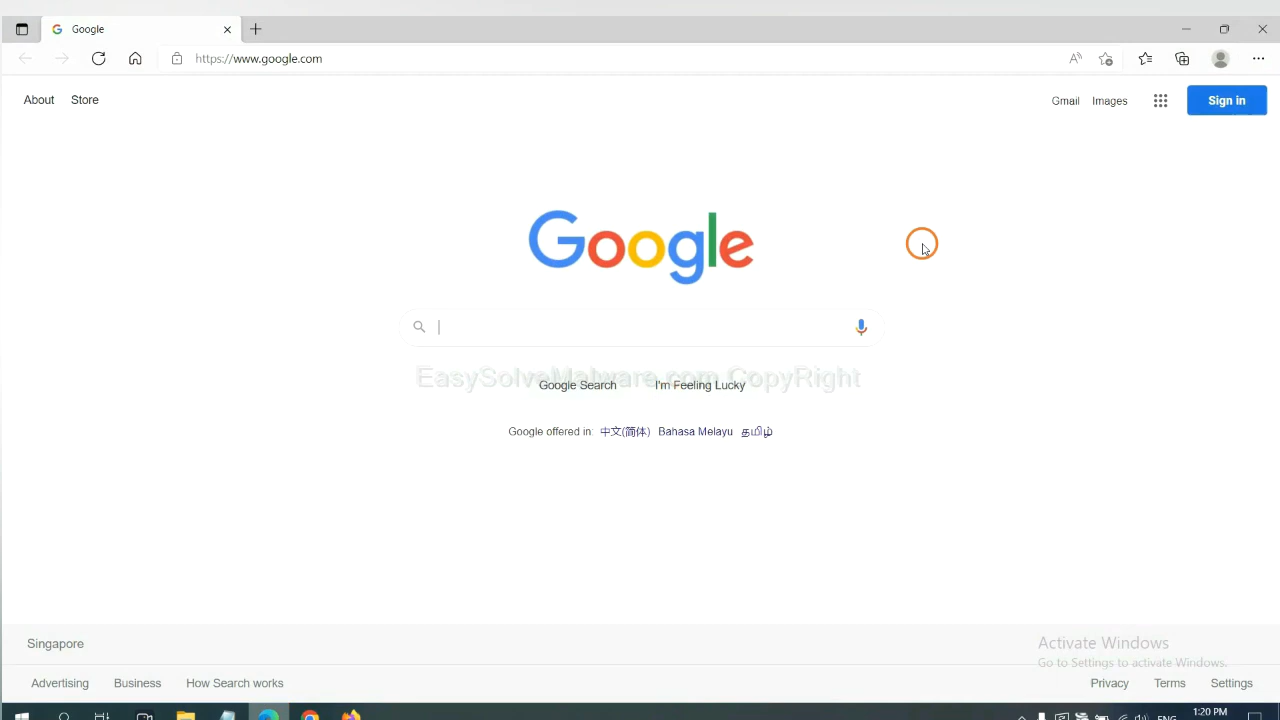 Google
https://www.google.com
About Store
Gmail Images Sign in
Google
EasySolveMalware.com CopyRight
Google Search I'm Feeling Lucky
Google offered in: 中文(简体) Bahasa Melayu தமிழ்
Singapore
Activate Windows
Go to Settings to activate Windows.
Advertising Business How Search works
Privacy Terms Settings
ENG
1:20 PM